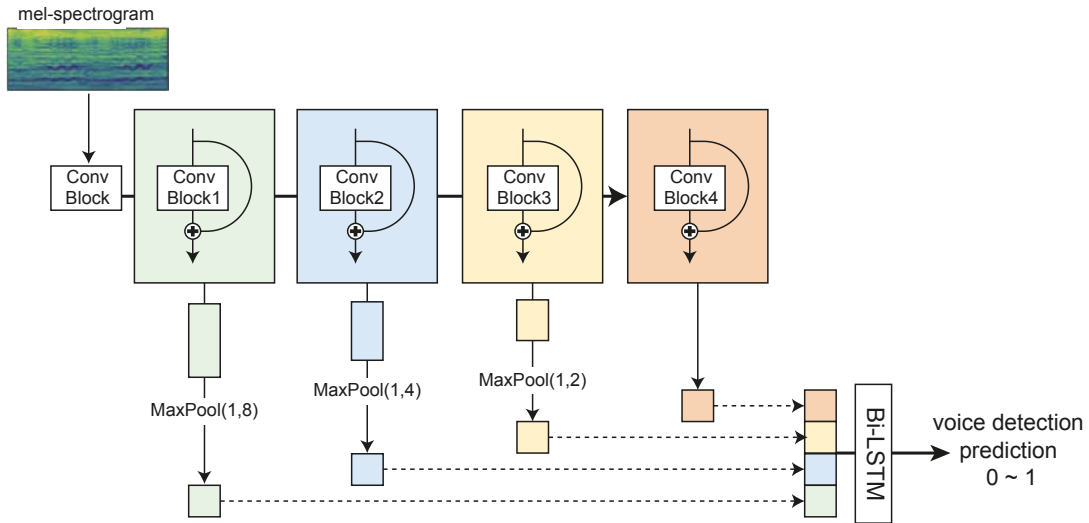 mel-spectrogram
Conv
Block
Conv
Block1
Conv
Block2
Conv
Block3
Conv
Block4
MaxPool(1,8)
MaxPool(1,4)
MaxPool(1,2)
Bi-LSTM
voice detection
prediction
0 ~ 1